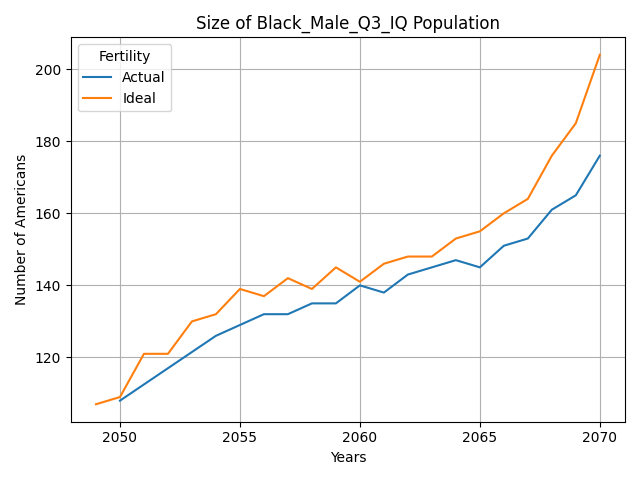 Size of Black_Male_Q3_IQ Population
Fertility
Actual
Ideal
Number of Americans
200
180
160
140
120
2050
2055
2060
2065
2070
Years